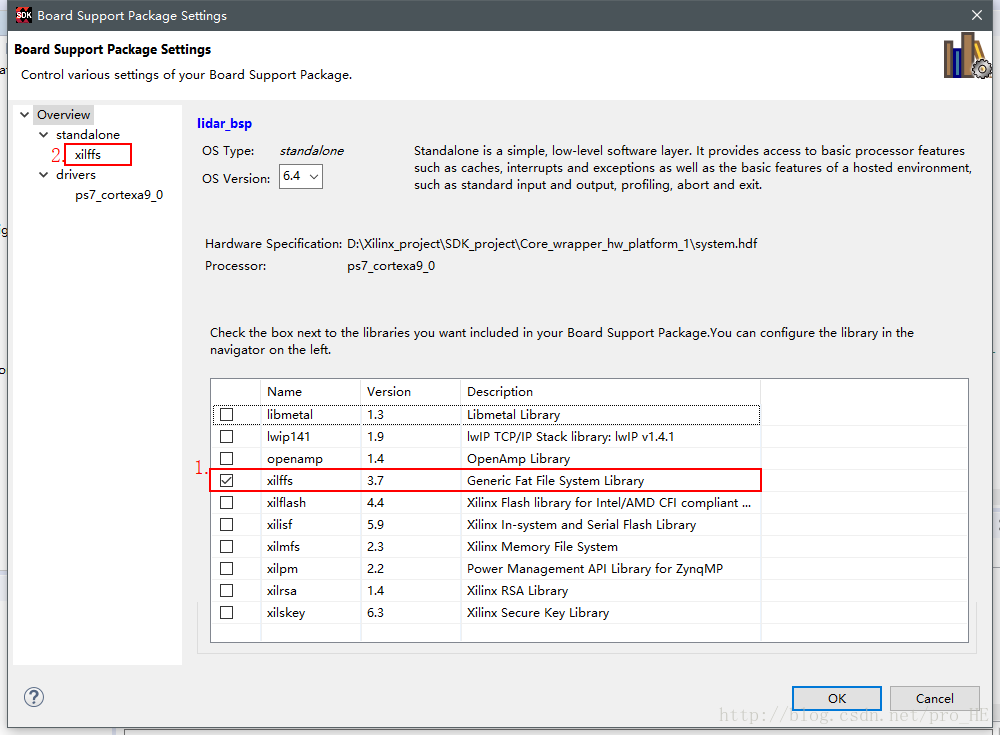 SDK Board Support Package Settings
Board Support Package Settings
Control various settings of your Board Support Package.
Overview
standalone
2. xilffs
drivers
ps7_cortexa9_0
lidar_bsp
OS Type: standalone
OS Version: 6.4
Standalone is a simple, low-level software layer. It provides access to basic processor features
such as caches, interrupts and exceptions as well as the basic features of a hosted environment,
such as standard input and output, profiling, abort and exit.
Hardware Specification: D:\Xilinx_project\SDK_project\Core_wrapper_hw_platform_1\system.hdf
Processor: ps7_cortexa9_0
Check the box next to the libraries you want included in your Board Support Package.You can configure the library in the
navigator on the left.
Name Version Description
libmetal 1.3 Libmetal Library
lwip141 1.9 lwIP TCP/IP Stack library: lwIP v1.4.1
openamp 1.4 OpenAmp Library
1. xilffs 3.7 Generic Fat File System Library
xilflash 4.4 Xilinx Flash library for Intel/AMD CFI compliant ...
xilisf 5.9 Xilinx In-system and Serial Flash Library
xilmfs 2.3 Xilinx Memory File System
xilpm 2.2 Power Management API Library for ZynqMP
xilrsa 1.4 Xilinx RSA Library
xilskey 6.3 Xilinx Secure Key Library
?
OK Cancel
http://blog.csdn.net/pro_HE